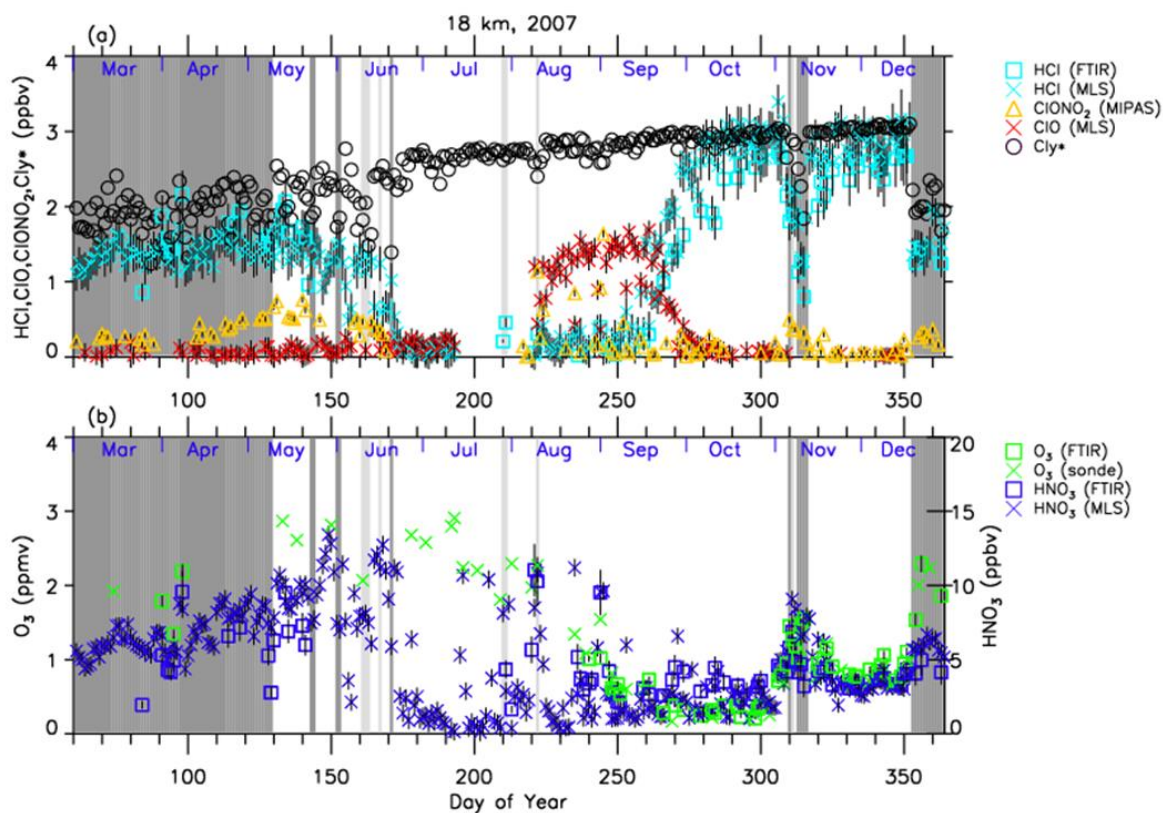 18 km, 2007
(a)
HCl,ClO,ClONO2,Cly* (ppbv)
4
3
2
1
0
Mar Apr May Jun Jul Aug Sep Oct Nov Dec
100 150 200 250 300 350
HCl (FTIR)
HCl (MLS)
ClONO2 (MIPAS)
ClO (MLS)
Cly*
(b)
O3 (ppmv)
4
3
2
1
0
Mar Apr May Jun Jul Aug Sep Oct Nov Dec
20
15
10
5
0
HNO3 (ppbv)
100 150 200 250 300 350
Day of Year
O3 (FTIR)
O3 (sonde)
HNO3 (FTIR)
HNO3 (MLS)